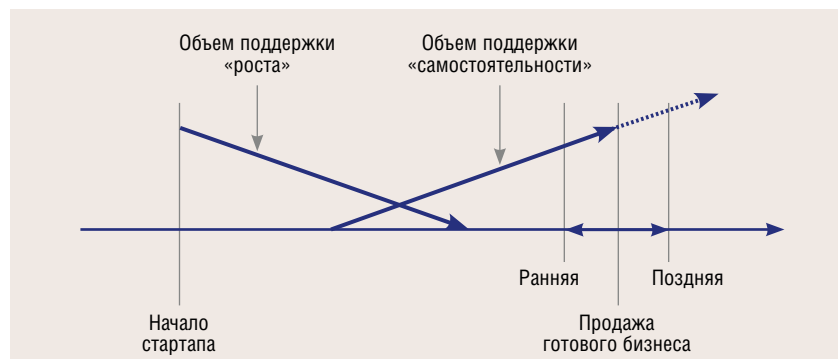 Объем поддержки
«роста»
Объем поддержки
«самостоятельности»
Ранняя
Поздняя
Начало
стартапа
Продажа
готового бизнеса